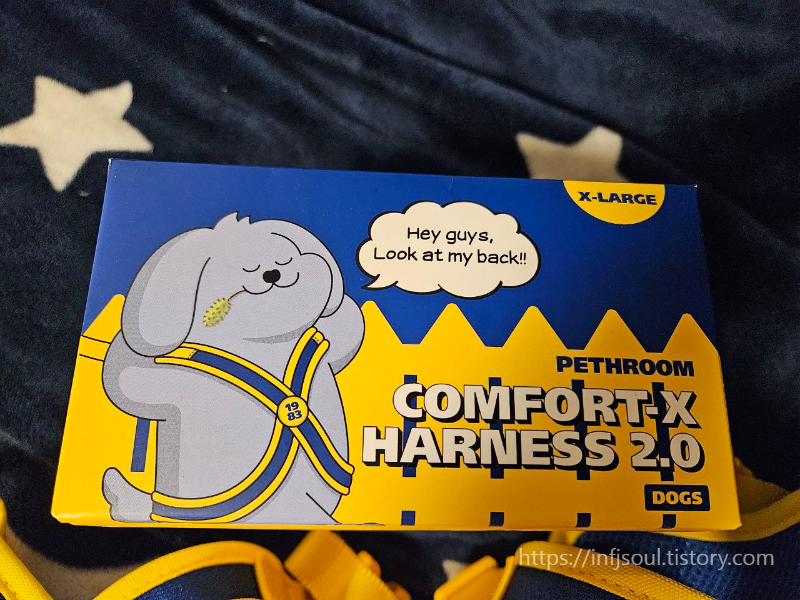 X-LARGE
Hey guys,
Look at my back!!
19
83
PETHROOM
COMFORT-X
HARNESS 2.0
DOGS
https://infjsoul.tistory.com